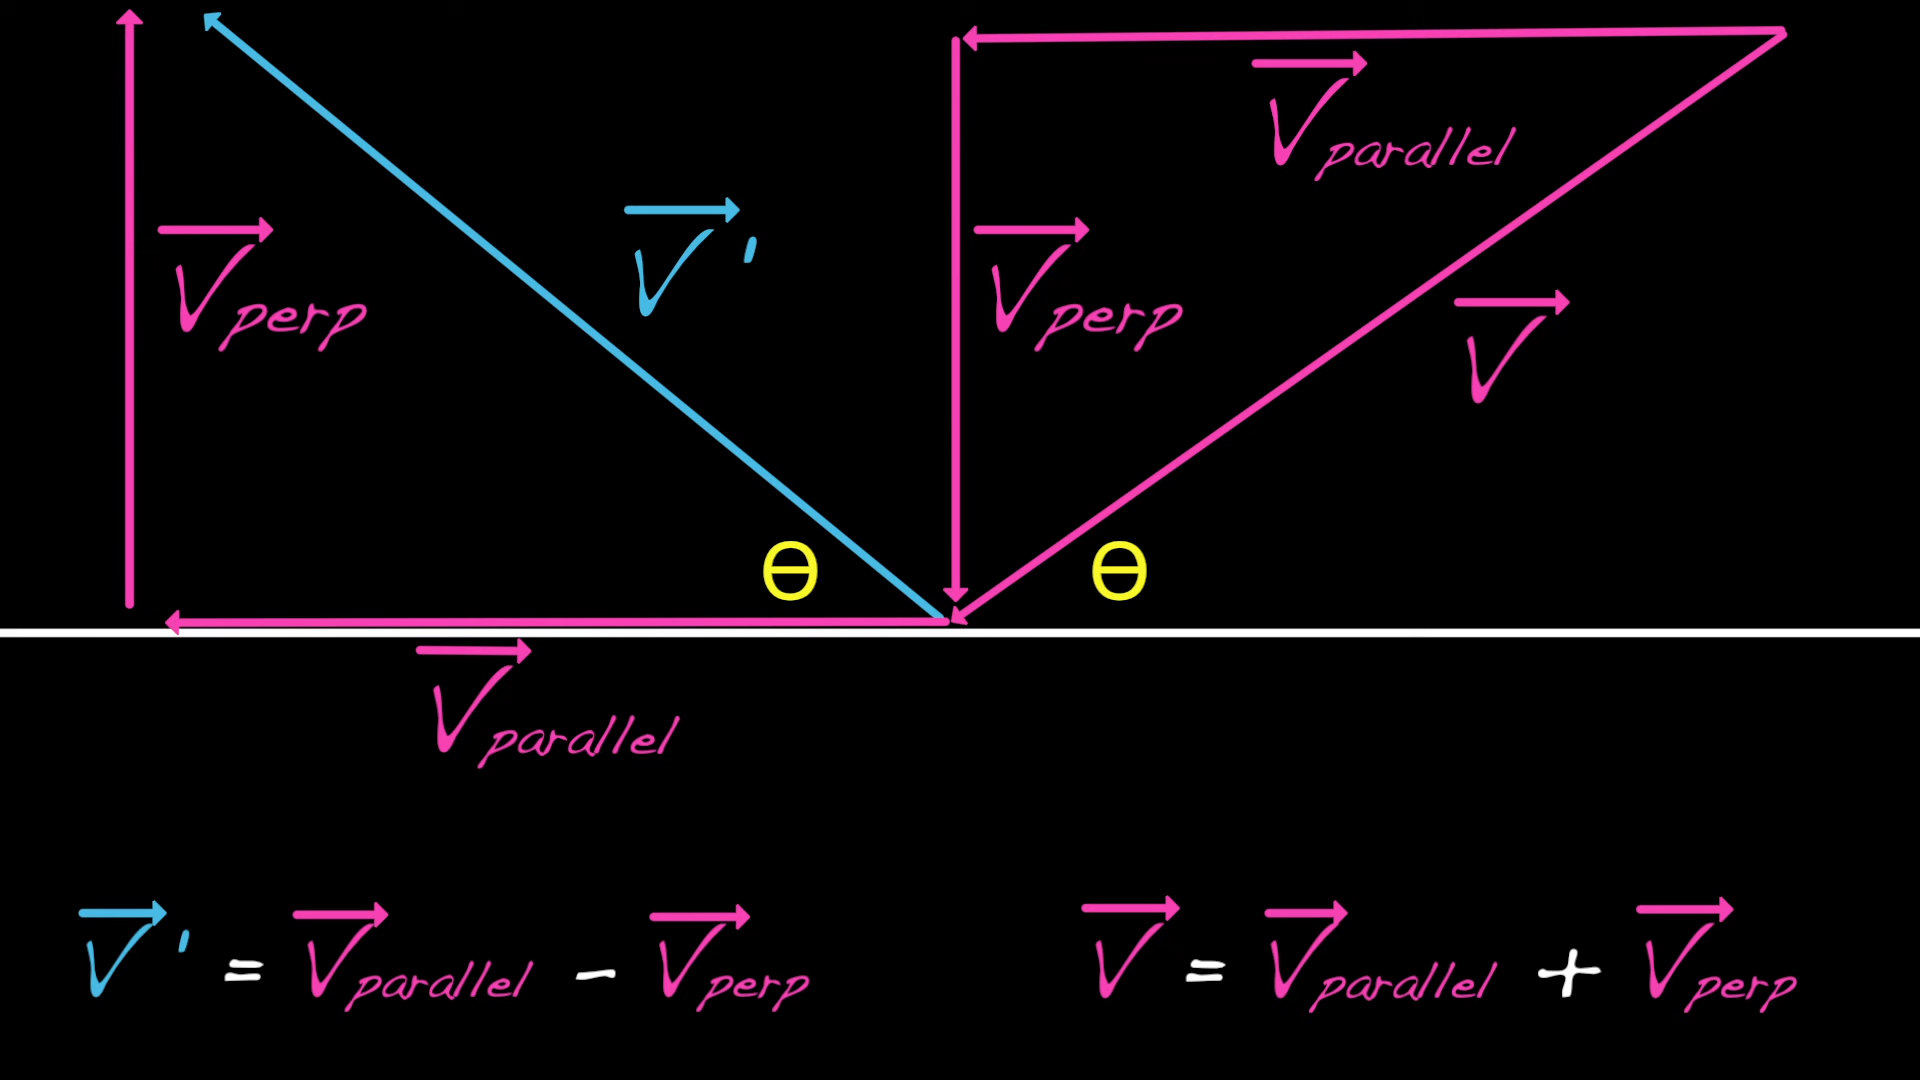 V parallel
V'
V perp
V perp
V
Θ
Θ
V parallel
V' = V parallel - V perp
V = V parallel + V perp